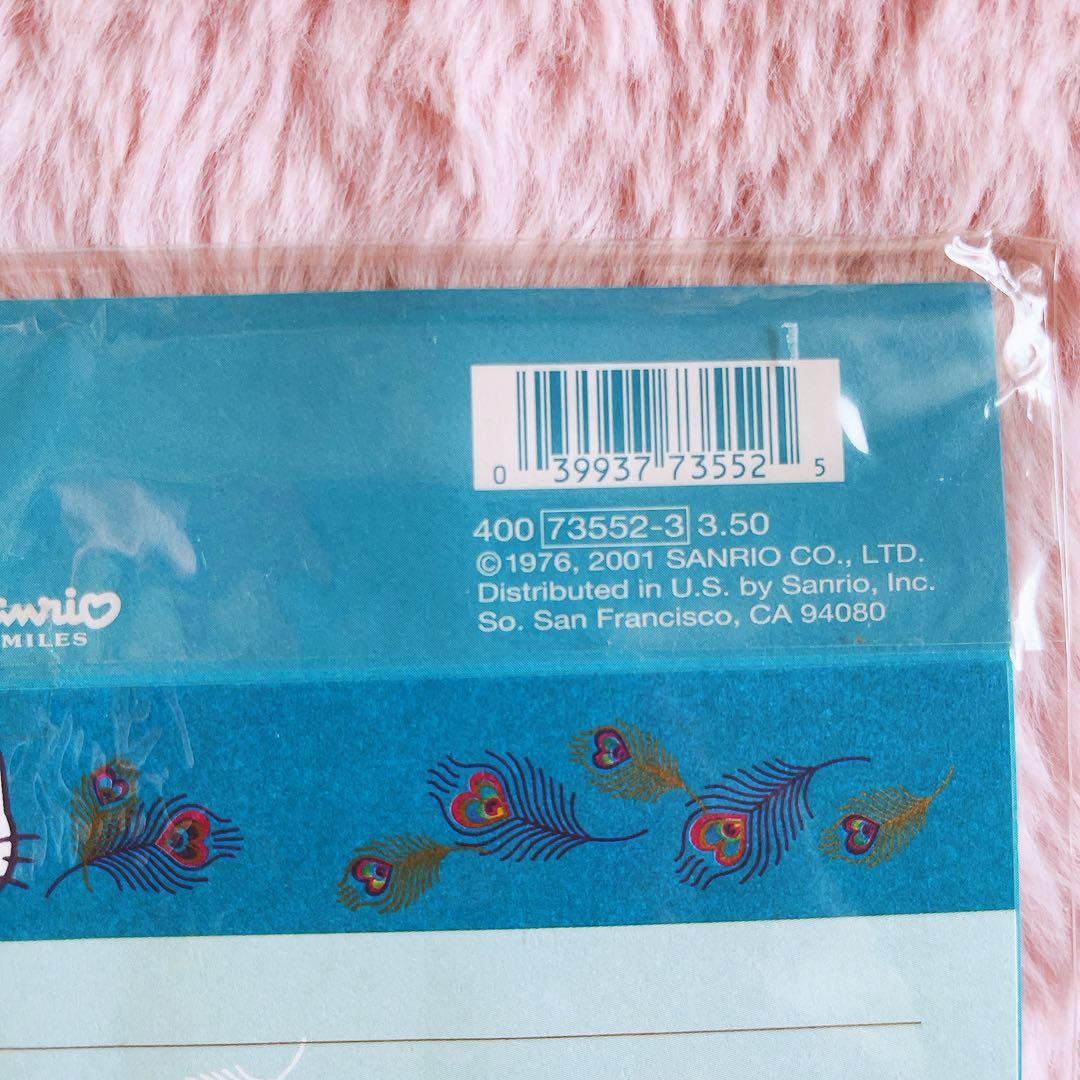 0 39937 73552 5
400 73552-3 3.50
©1976, 2001 SANRIO CO., LTD.
Distributed in U.S. by Sanrio, Inc.
So. San Francisco, CA 94080